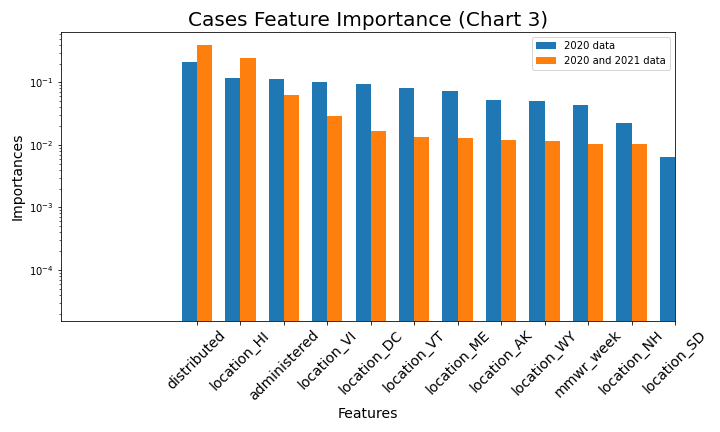 Cases Feature Importance (Chart 3)
2020 data
2020 and 2021 data
Importances
10⁻¹
10⁻²
10⁻³
10⁻⁴
distributed
location_HI
administered
location_VI
location_DC
location_VT
location_ME
location_AK
location_WY
mmwr_week
location_NH
location_SD
Features